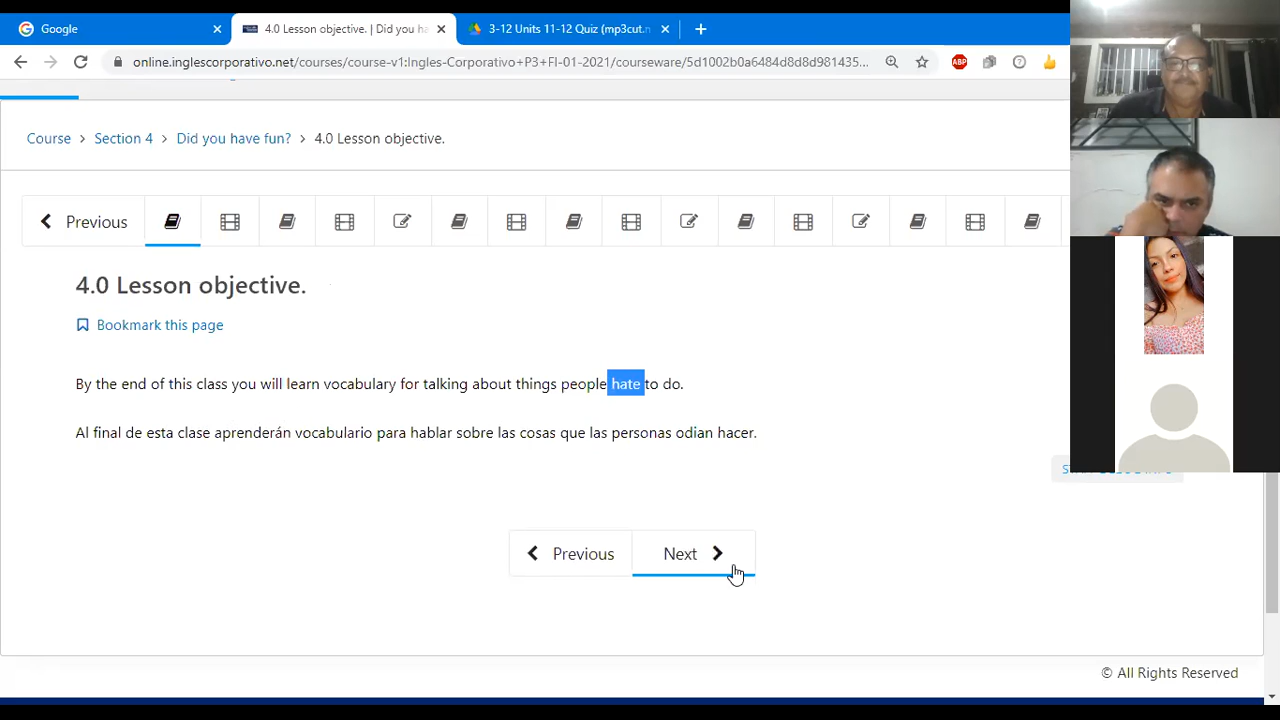 Google
4.0 Lesson objective. | Did you ha
3-12 Units 11-12 Quiz (mp3cut.n
online.inglescorporativo.net/courses/course-v1:Ingles-Corporativo+P3+FI-01-2021/courseware/5d1002b0a6484d8d8d981435...
ABP
Course > Section 4 > Did you have fun? > 4.0 Lesson objective.
Previous
4.0 Lesson objective.
Bookmark this page
By the end of this class you will learn vocabulary for talking about things people hate to do.
Al final de esta clase aprenderán vocabulario para hablar sobre las cosas que las personas odian hacer.
Previous
Next
© All Rights Reserved